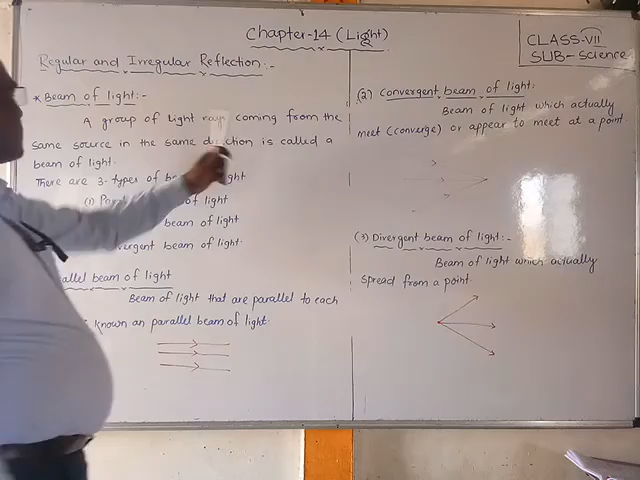 Chapter-14 (Light)
CLASS-VII
SUB-Science
Regular and Irregular Reflection:-
* Beam of light:-
A group of Light rays coming from the
same source in the same direction is called a
beam of light.
There are 3-types of light
(1) of light
beam of light
vergent beam of light.
allel beam of light
Beam of light that are parallel to each
known an parallel beam of light.
(2) Convergent beam of light:
Beam of light which actually
meet (converge) or appear to meet at a point.
(3) Divergent beam of light:-
Beam of light which actually
spread from a point.